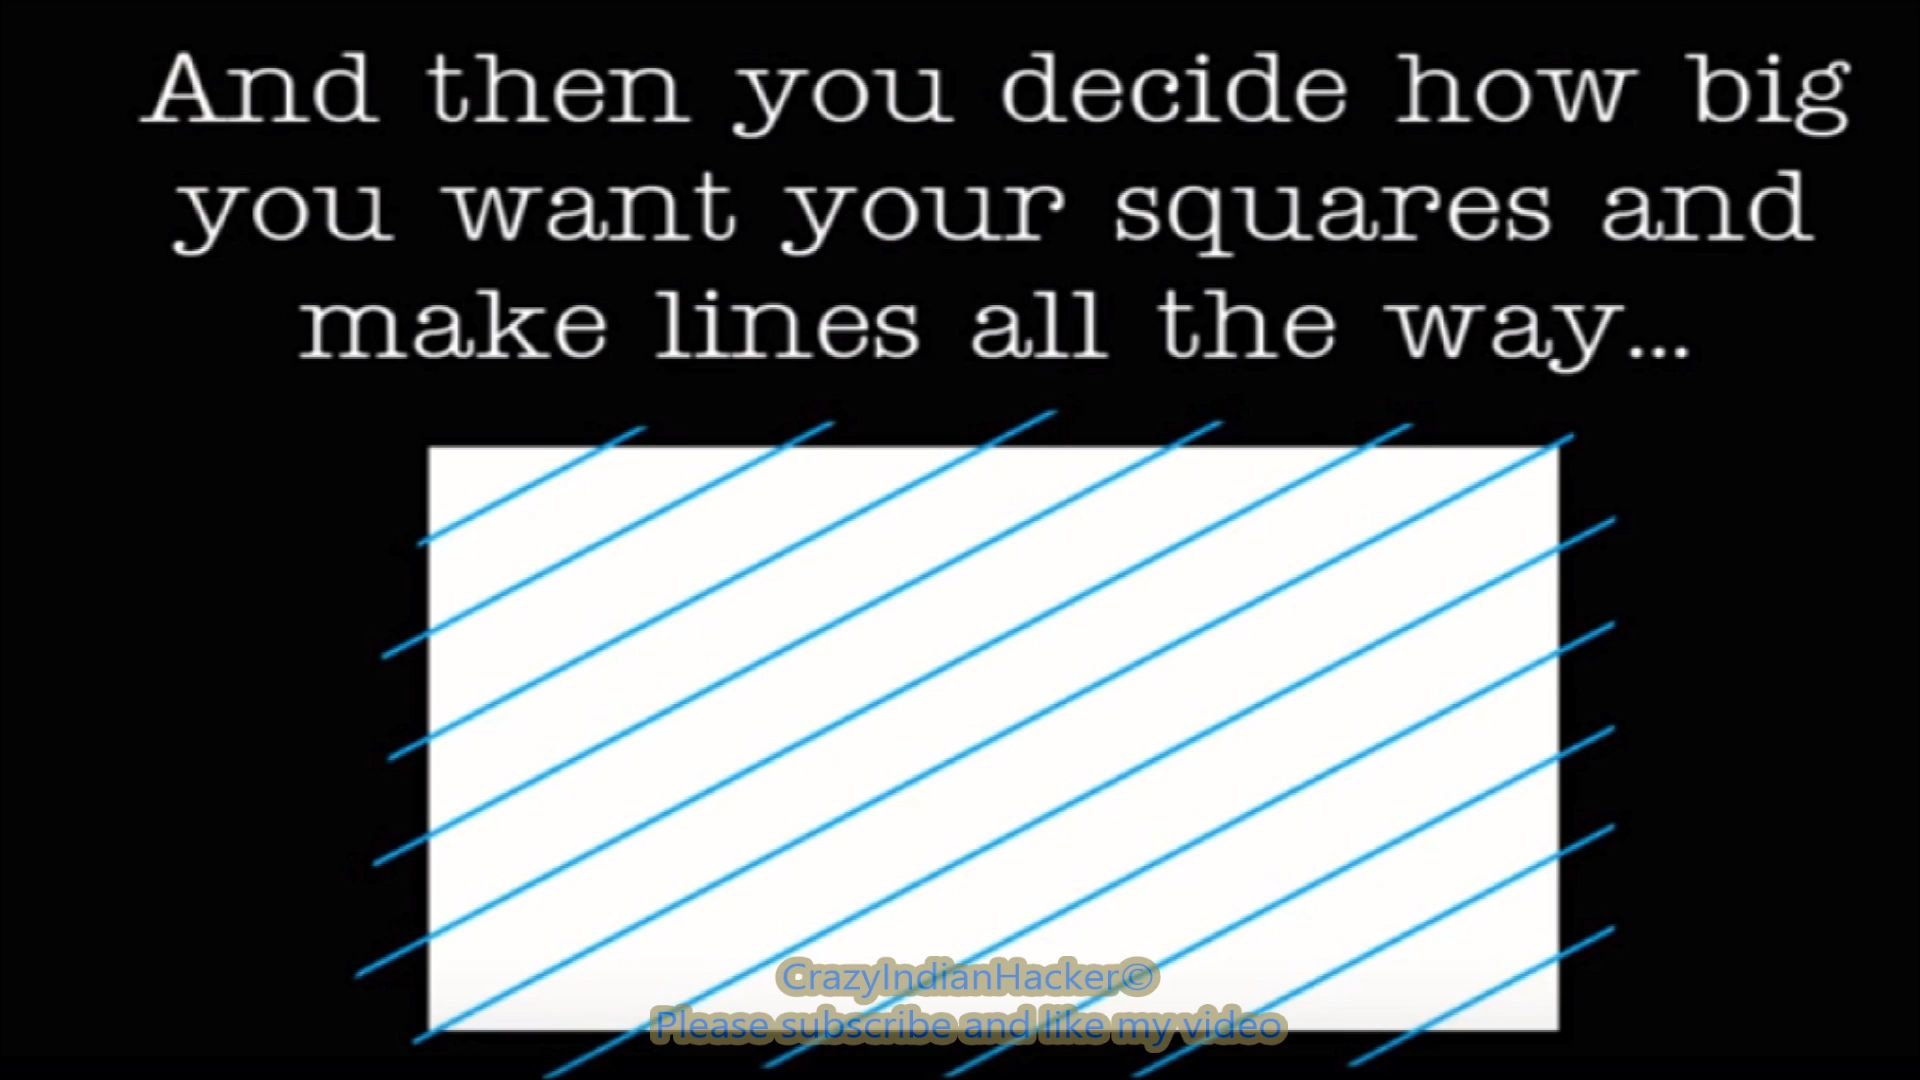 And then you decide how big
you want your squares and
make lines all the way...
CrazyIndianHacker©
Please subscribe and like my video